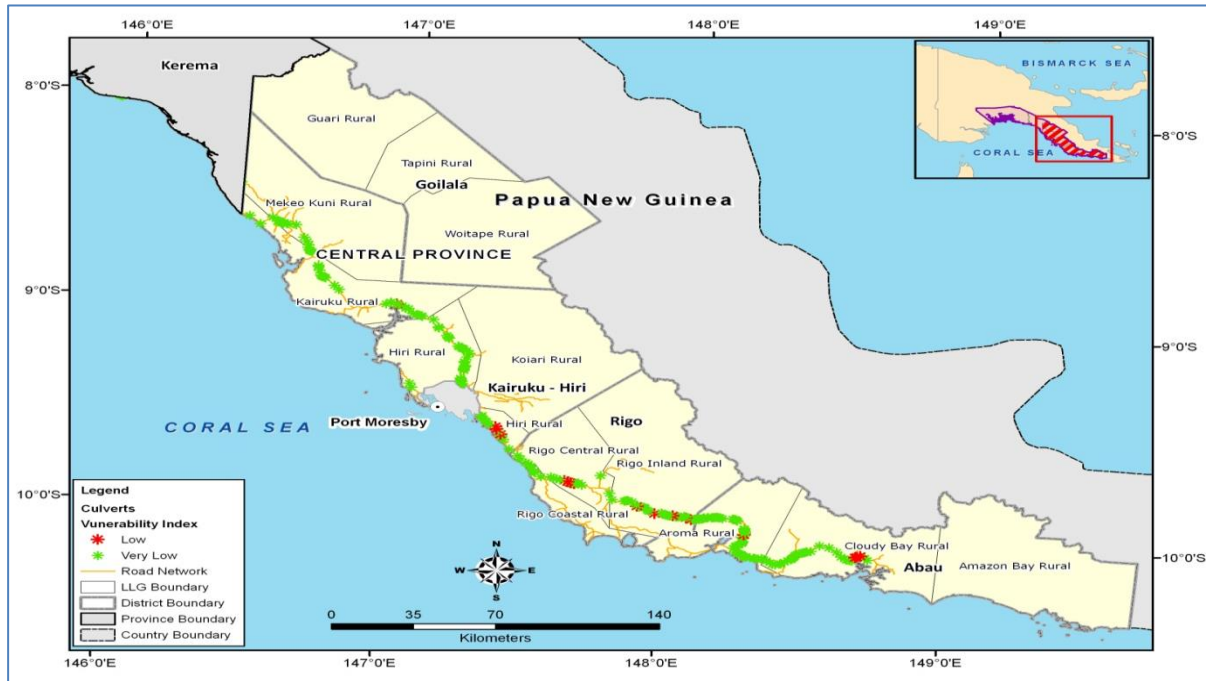 146°0'E
147°0'E
148°0'E
149°0'E
Kerema
BISMARCK SEA
CORAL SEA
8°0'S
8°0'S
Guari Rural
Tapini Rural
Goilala
Mekeo Kuni Rural
Papua New Guinea
Woitape Rural
CENTRAL PROVINCE
9°0'S
Kairuku Rural
9°0'S
Hiri Rural
Koiari Rural
Kairuku - Hiri
CORAL SEA
Port Moresby
Hiri Rural
Rigo
Rigo Central Rural
Rigo Inland Rural
10°0'S
Rigo Coastal Rural
Aroma Rural
Cloudy Bay Rural
10°0'S
Abau
Amazon Bay Rural
Legend
Culverts
Vunerability Index
Low
Very Low
Road Network
LLG Boundary
District Boundary
Province Boundary
Country Boundary
N
W E
S
0 35 70 140
Kilometers
146°0'E
147°0'E
148°0'E
149°0'E